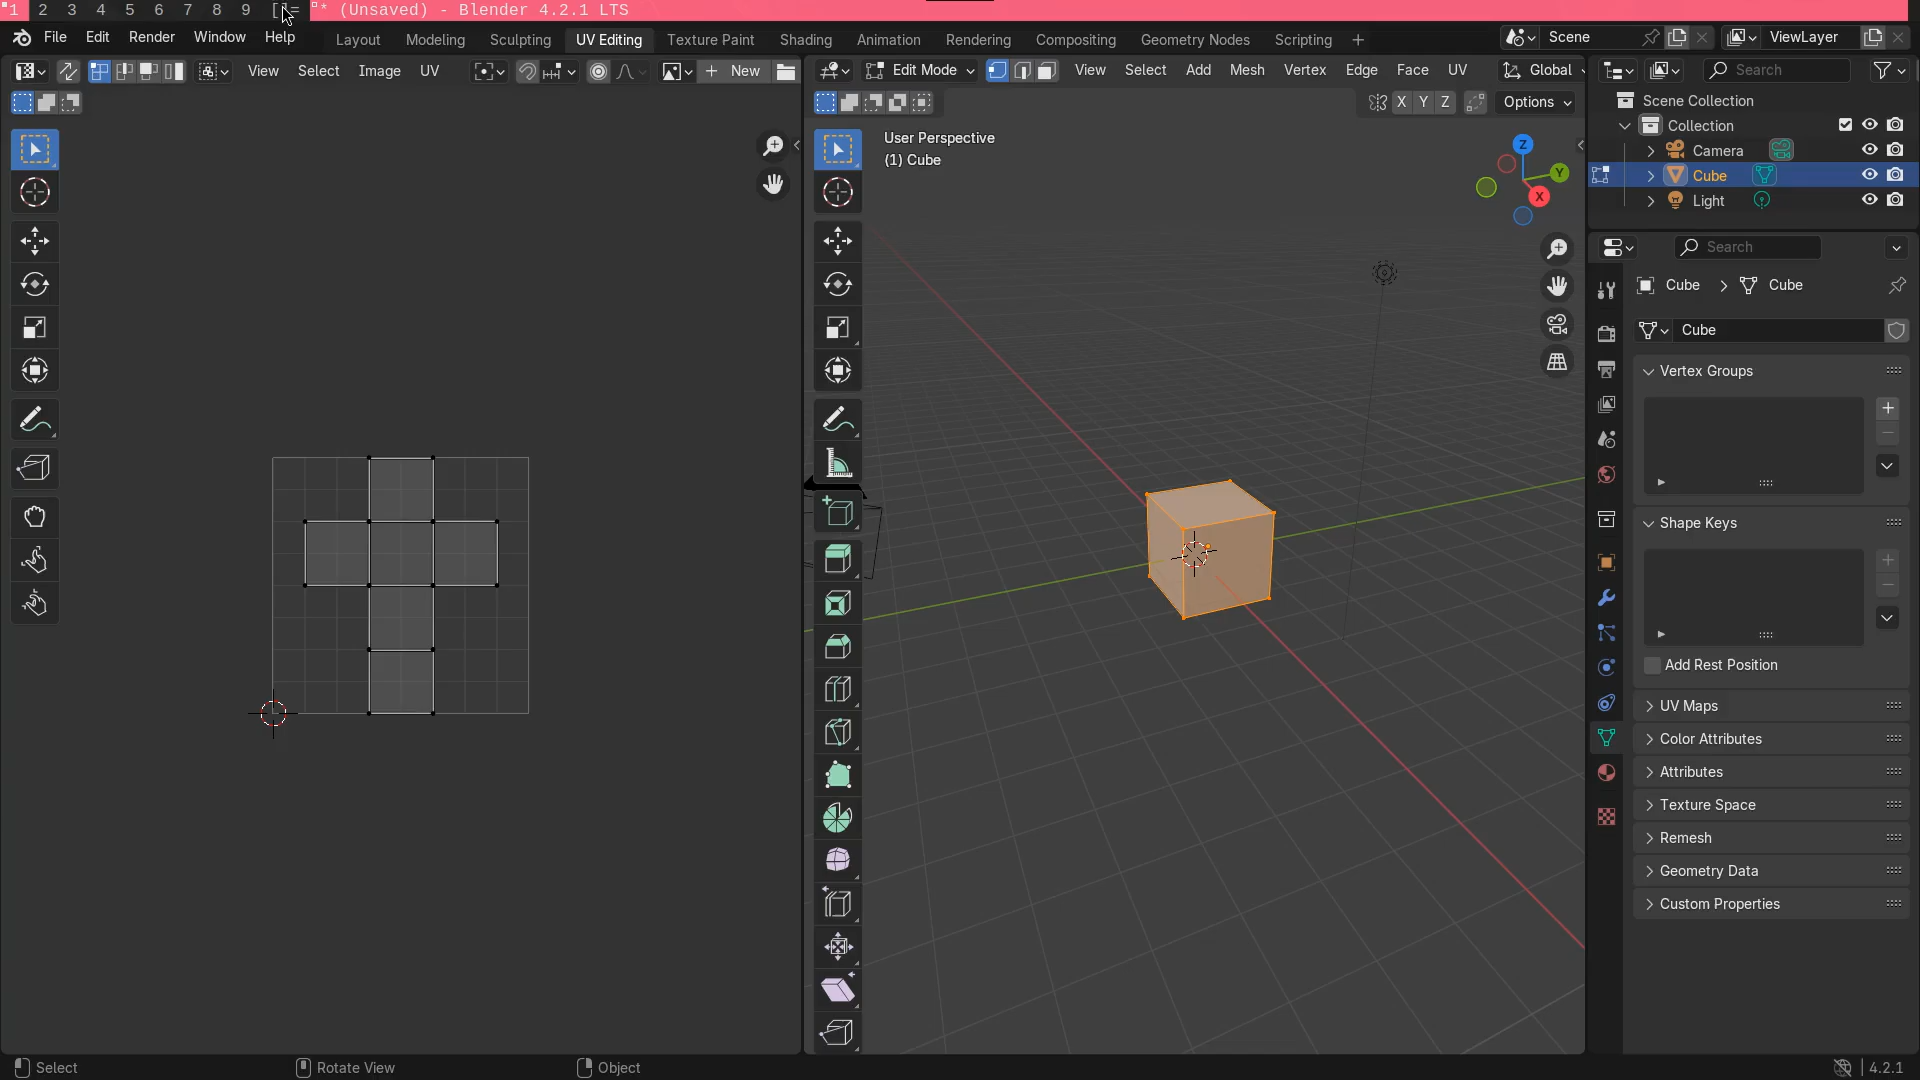 1 2 3 4 5 6 7 8 9 []= * (Unsaved) - Blender 4.2.1 LTS
File Edit Render Window Help Layout Modeling Sculpting UV Editing Texture Paint Shading Animation Rendering Compositing Geometry Nodes Scripting + Scene ViewLayer
View Select Image UV New Edit Mode View Select Add Mesh Vertex Edge Face UV Global Search
X Y Z Options
Scene Collection
Collection
Camera
Cube
Light
User Perspective
(1) Cube
Z
Y
X
Search
Cube > Cube
Cube
Vertex Groups
Shape Keys
Add Rest Position
UV Maps
Color Attributes
Attributes
Texture Space
Remesh
Geometry Data
Custom Properties
Select Rotate View Object 4.2.1